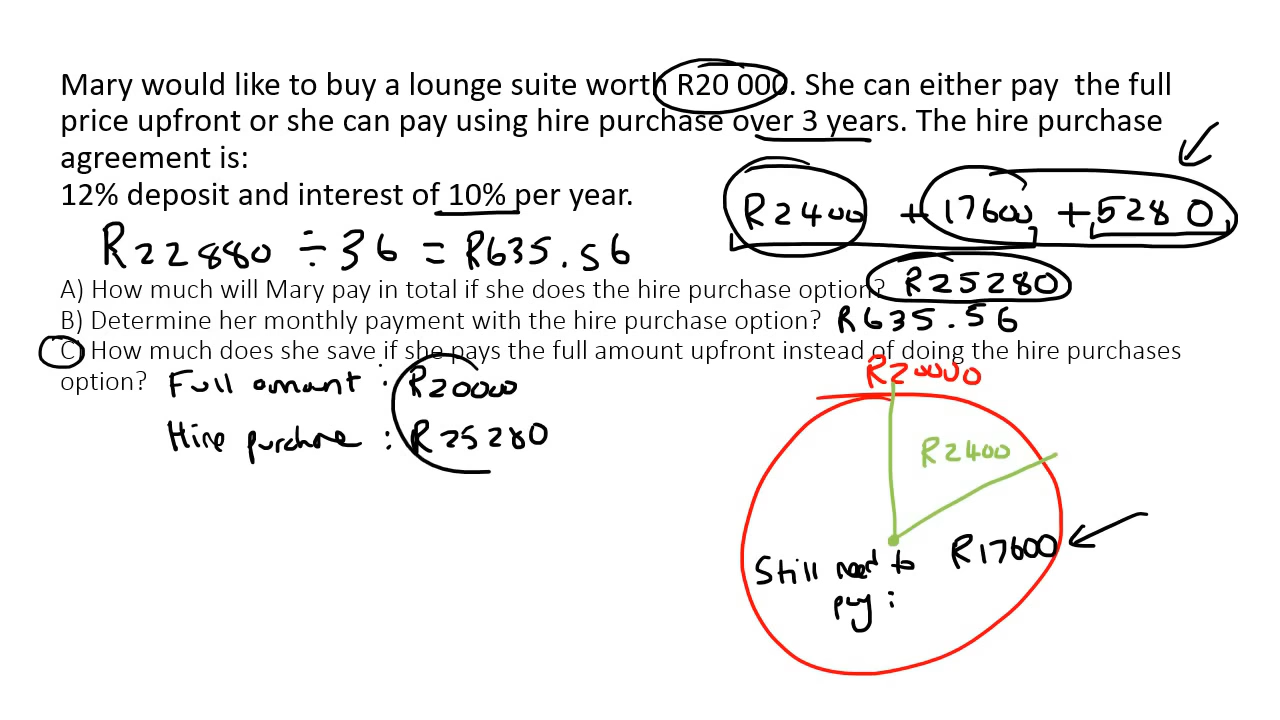 Mary would like to buy a lounge suite worth R20 000. She can either pay the full
price upfront or she can pay using hire purchase over 3 years. The hire purchase
agreement is:
12% deposit and interest of 10% per year.
R2400 + 17600 + 5280
R22880 ÷ 36 = R635.56
A) How much will Mary pay in total if she does the hire purchase option? R25280
B) Determine her monthly payment with the hire purchase option? R635.56
C) How much does she save if she pays the full amount upfront instead of doing the hire purchases
option?
Full amount : R20000
Hire purchase : R25280
R20000
R2400
Still need to pay : R17600